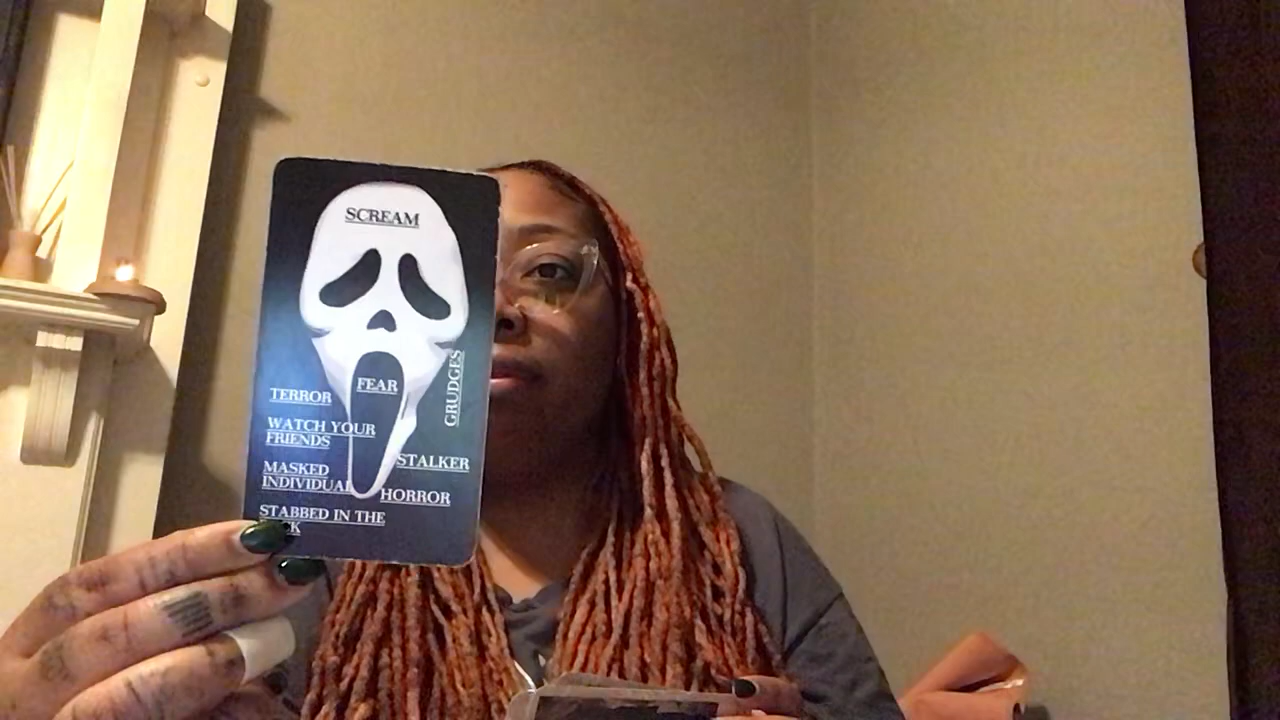 SCREAM
FEAR
GRUDGES
TERROR
WATCH YOUR
FRIENDS
STALKER
MASKED
INDIVIDUAL
HORROR
STABBED IN THE